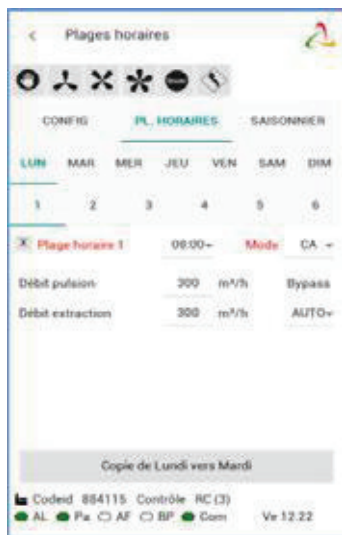 < Plages horaires
CONFIG PL. HORAIRES SAISONNIER
LUN MAR MER JEU VEN SAM DIM
1 2 3 4 5 6
X Plage horaire 1 08:00 Mode CA
Débit pulsion 300 m³/h Bypass
Débit extraction 300 m³/h AUTO
Copie de Lundi vers Mardi
Codeid 884115 Contrôle RC (3)
AL Pa AF BP Com Ve 12.22